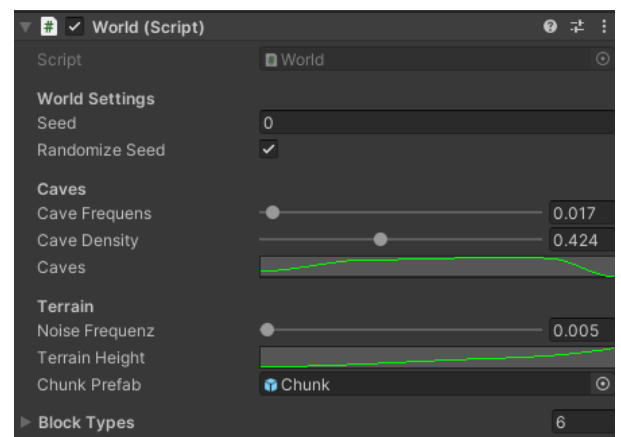 World (Script)
Script World
World Settings
Seed 0
Randomize Seed
Caves
Cave Frequens 0.017
Cave Density 0.424
Caves
Terrain
Noise Frequenz 0.005
Terrain Height
Chunk Prefab Chunk
Block Types 6